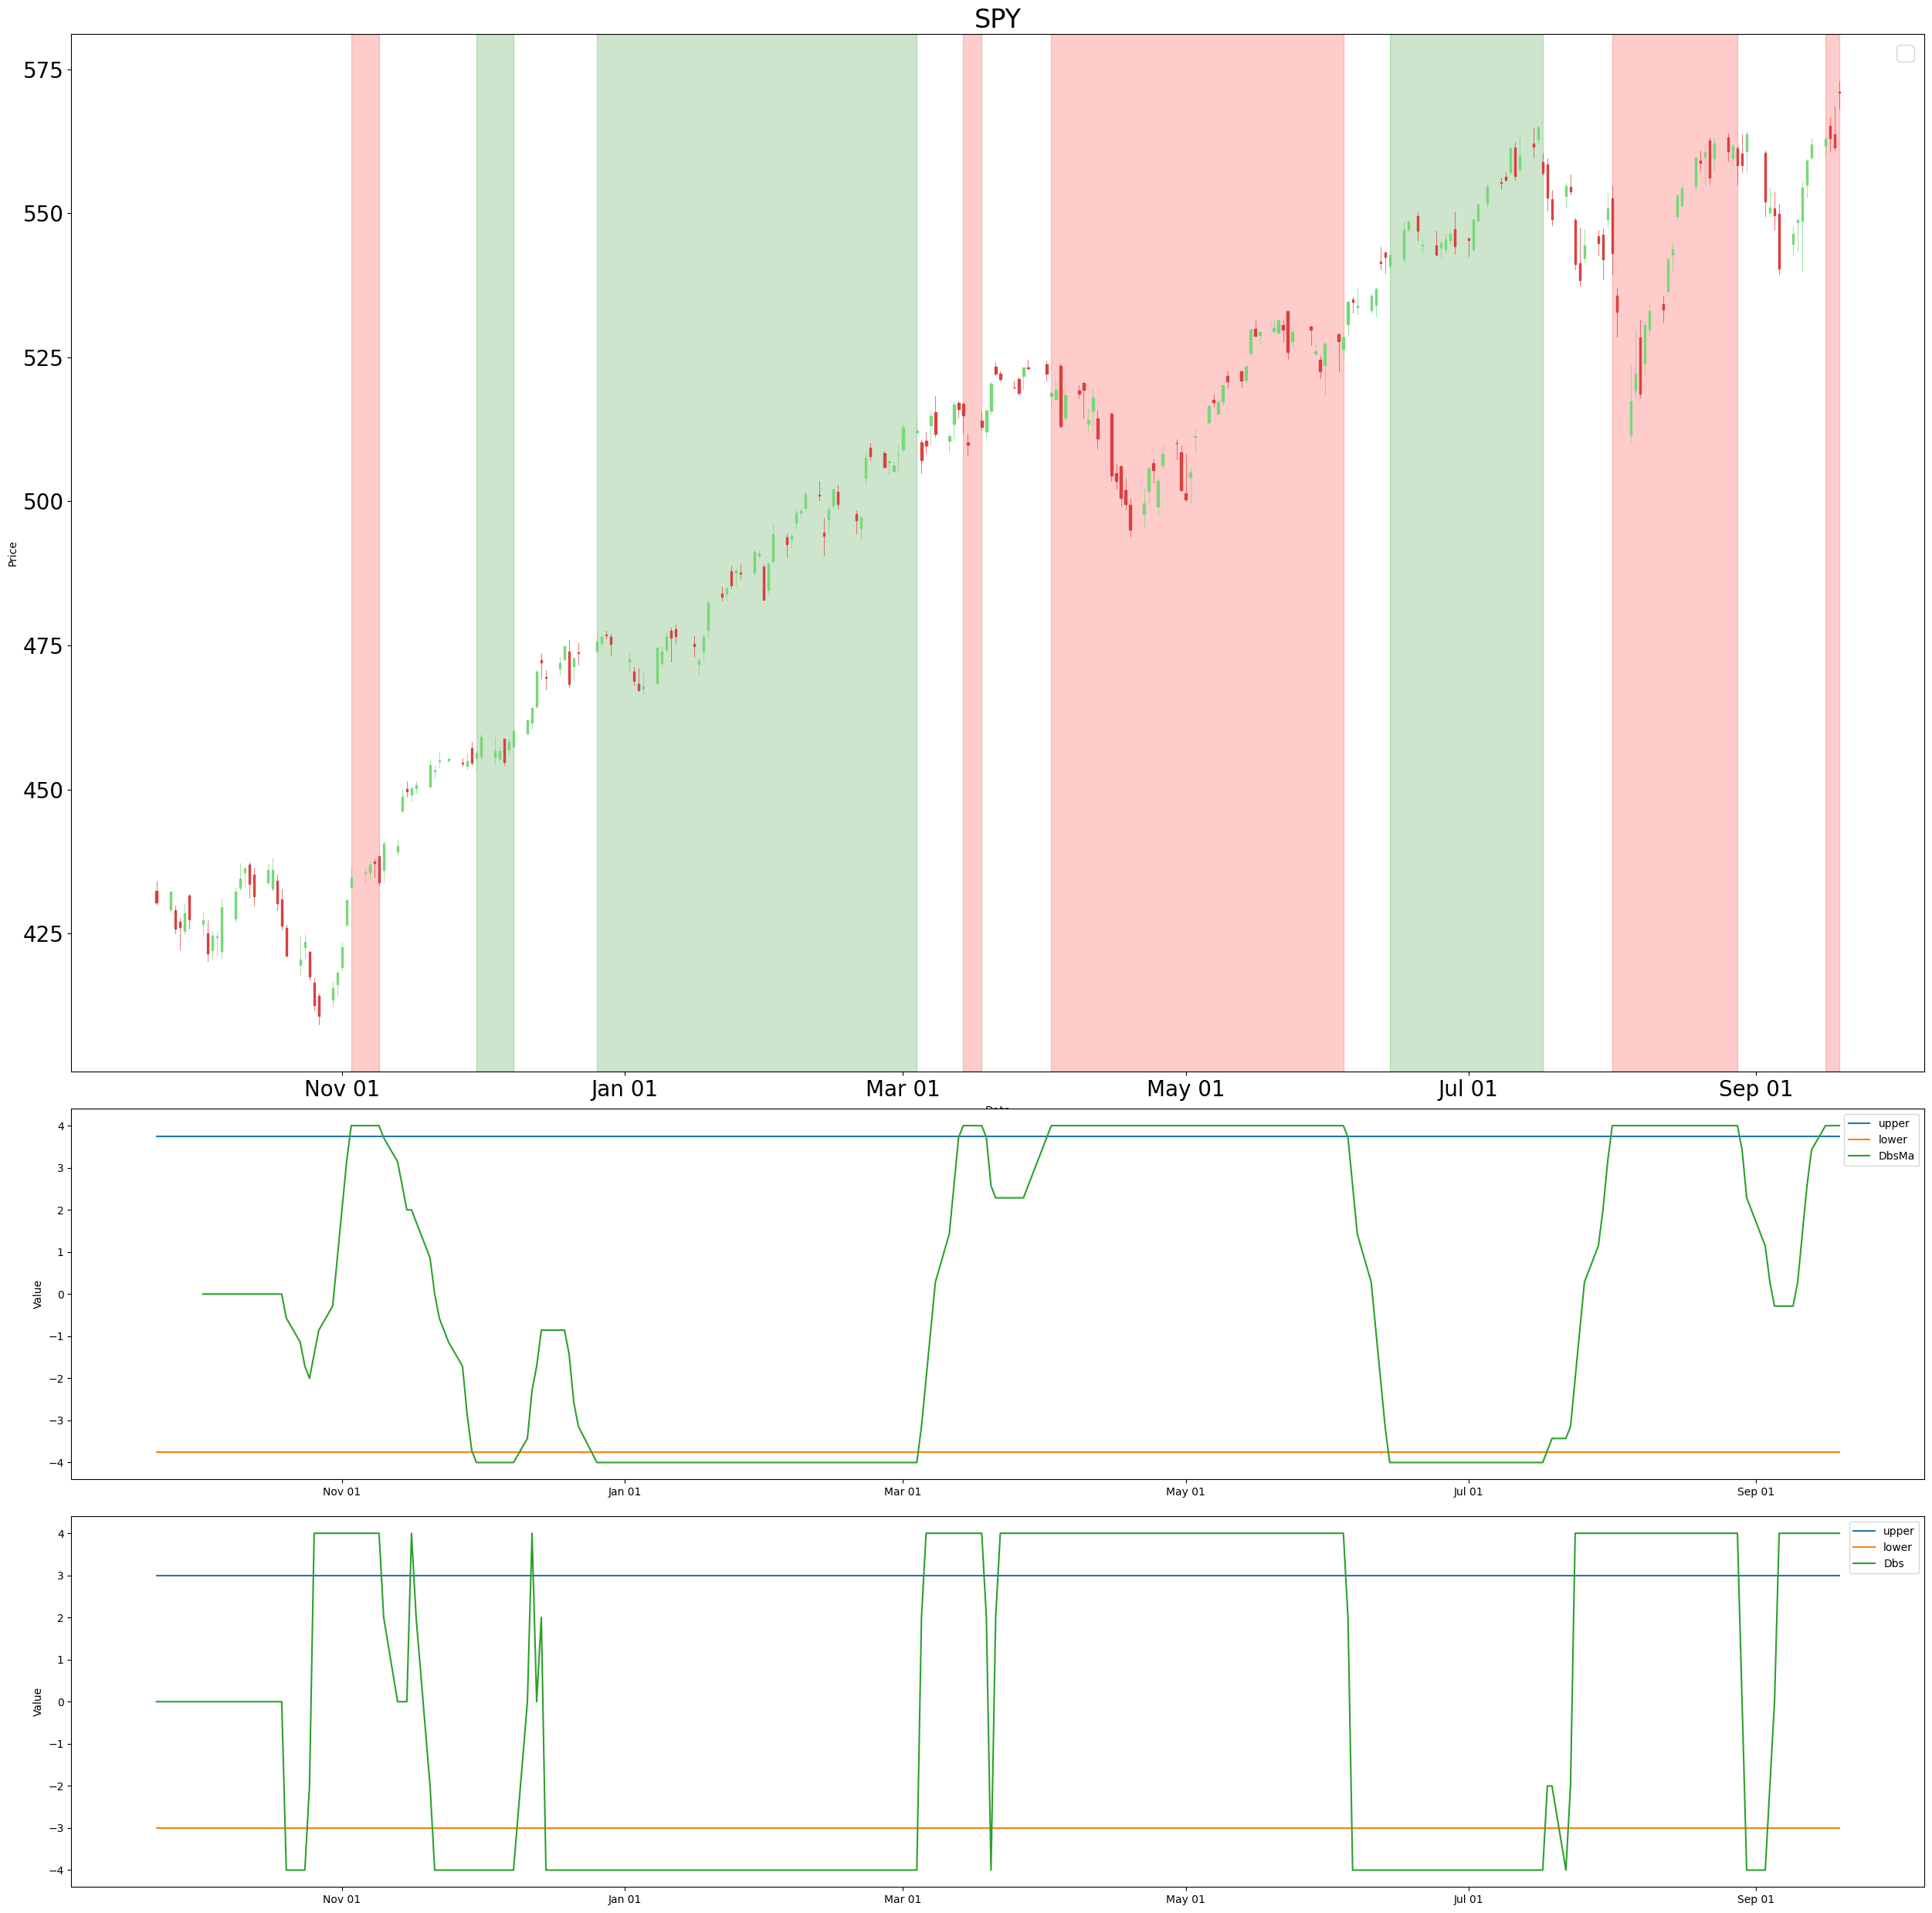 SPY
575
550
525
500
475
450
425
Price
Nov 01
Jan 01
Mar 01
May 01
Jul 01
Sep 01
4
3
2
1
0
−1
−2
−3
−4
Value
upper
lower
DbsMa
Nov 01
Jan 01
Mar 01
May 01
Jul 01
Sep 01
4
3
2
1
0
−1
−2
−3
−4
Value
upper
lower
Dbs
Nov 01
Jan 01
Mar 01
May 01
Jul 01
Sep 01